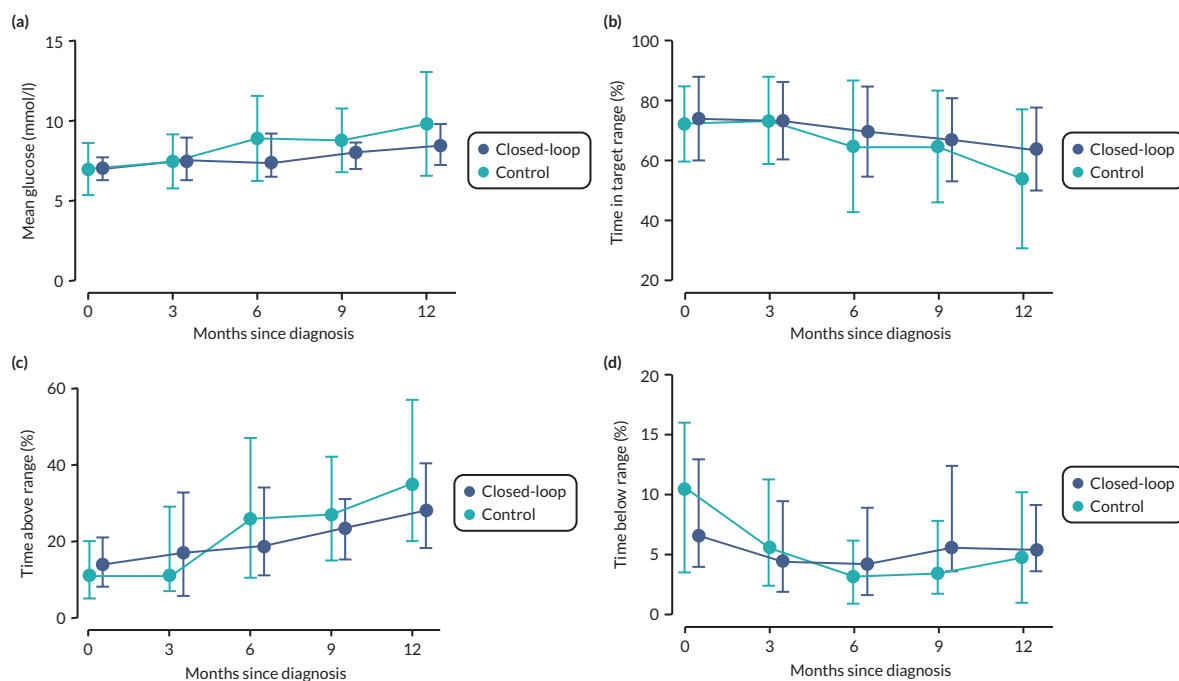 (a)
15
10
5
0
Mean glucose (mmol/l)
0 3 6 9 12
Months since diagnosis
Closed-loop
Control
(b)
100
80
60
40
20
Time in target range (%)
0 3 6 9 12
Months since diagnosis
Closed-loop
Control
(c)
60
40
20
0
Time above range (%)
0 3 6 9 12
Months since diagnosis
Closed-loop
Control
(d)
20
15
10
5
0
Time below range (%)
0 3 6 9 12
Months since diagnosis
Closed-loop
Control